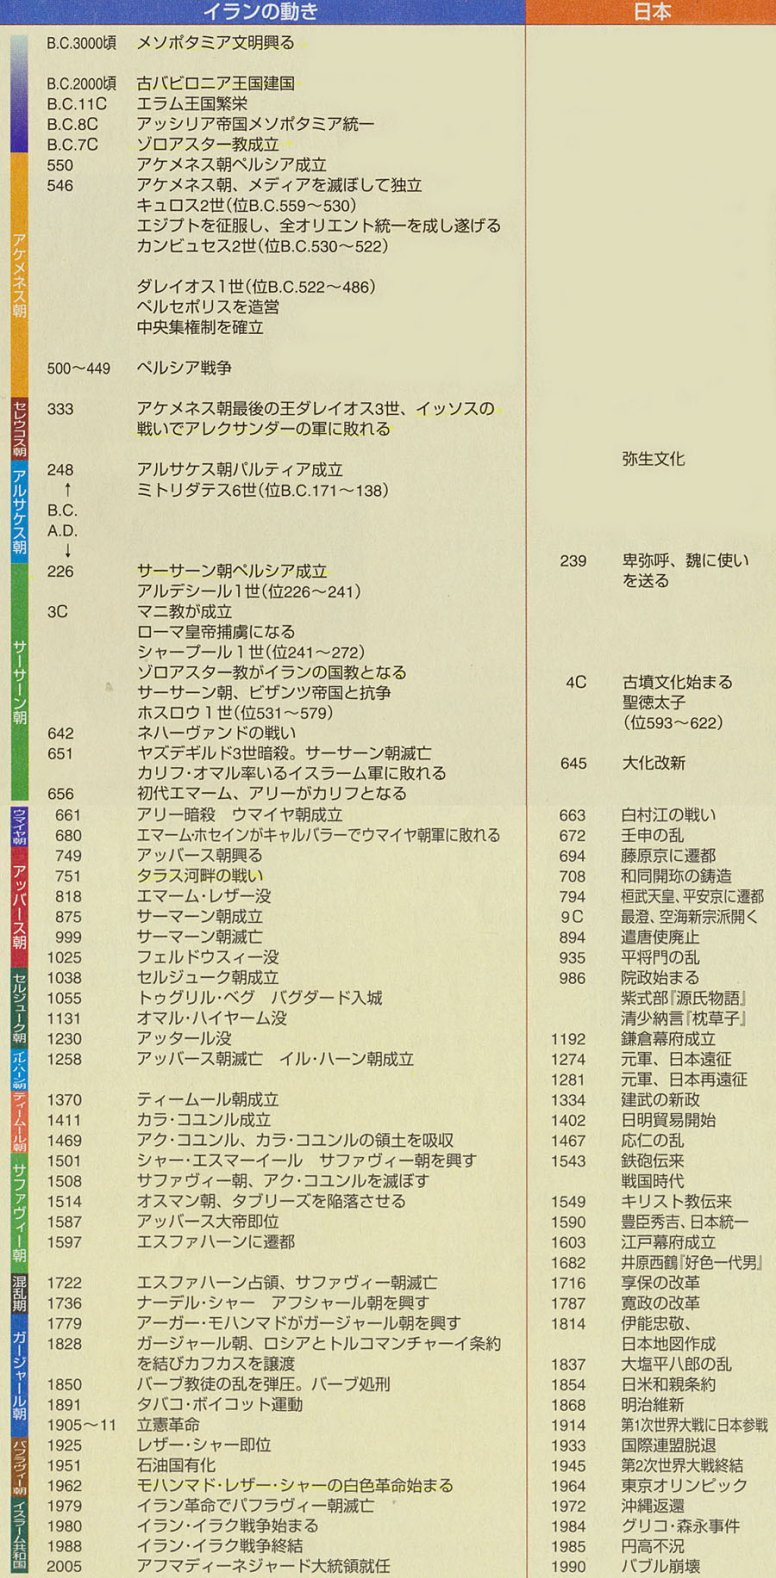 イランの動き
日本
B.C.3000頃 メソポタミア文明興る
B.C.2000頃 古バビロニア王国建国
B.C.11C エラム王国繁栄
B.C.8C アッシリア帝国メソポタミア統一
B.C.7C ゾロアスター教成立
550 アケメネス朝ペルシア成立
546 アケメネス朝、メディアを滅ぼして独立
キュロス2世(位B.C.559〜530)
エジプトを征服し、全オリエント統一を成し遂げる
カンビュセス2世(位B.C.530〜522)
ダレイオス1世(位B.C.522〜486)
ペルセポリスを造営
中央集権制を確立
500〜449 ペルシア戦争
333 アケメネス朝最後の王ダレイオス3世、イッソスの
戦いでアレクサンダーの軍に敗れる
248 アルサケス朝パルティア成立
↑ ミトリダテス6世(位B.C.171〜138)
B.C.
A.D.
↓
226 サーサーン朝ペルシア成立
アルデシール1世(位226〜241)
3C マニ教が成立
ローマ皇帝捕虜になる
シャープール1世(位241〜272)
ゾロアスター教がイランの国教となる
サーサーン朝、ビザンツ帝国と抗争
ホスロウ1世(位531〜579)
642 ネハーヴァンドの戦い
651 ヤズデギルド3世暗殺。サーサーン朝滅亡
カリフ・オマル率いるイスラーム軍に敗れる
656 初代エマーム、アリーがカリフとなる
661 アリー暗殺 ウマイヤ朝成立
680 エマーム・ホセインがキャルバラーでウマイヤ朝軍に敗れる
749 アッバース朝興る
751 タラス河畔の戦い
818 エマーム・レザー没
875 サーマーン朝成立
999 サーマーン朝滅亡
1025 フェルドウスィー没
1038 セルジューク朝成立
1055 トゥグリル・ベグ バグダード入城
1131 オマル・ハイヤーム没
1230 アッタール没
1258 アッバース朝滅亡 イル・ハーン朝成立
1370 ティームール朝成立
1411 カラ・コユンル成立
1469 アク・コユンル、カラ・コユンルの領土を吸収
1501 シャー・エスマーイール サファヴィー朝を興す
1508 サファヴィー朝、アク・コユンルを滅ぼす
1514 オスマン朝、タブリーズを陥落させる
1587 アッバース大帝即位
1597 エスファハーンに遷都
1722 エスファハーン占領、サファヴィー朝滅亡
1736 ナーデル・シャー アフシャール朝を興す
1779 アーガー・モハンマドがガージャール朝を興す
1828 ガージャール朝、ロシアとトルコマンチャーイ条約
を結びカフカスを譲渡
1850 バーブ教徒の乱を弾圧。バーブ処刑
1891 タバコ・ボイコット運動
1905〜11 立憲革命
1925 レザー・シャー即位
1951 石油国有化
1962 モハンマド・レザー・シャーの白色革命始まる
1979 イラン革命でパフラヴィー朝滅亡
1980 イラン・イラク戦争始まる
1988 イラン・イラク戦争終結
2005 アフマディーネジャード大統領就任
弥生文化
239 卑弥呼、魏に使い
を送る
4C 古墳文化始まる
聖徳太子
(位593〜622)
645 大化改新
663 白村江の戦い
672 壬申の乱
694 藤原京に遷都
708 和同開珎の鋳造
794 桓武天皇、平安京に遷都
9C 最澄、空海新宗派開く
894 遣唐使廃止
935 平将門の乱
986 院政始まる
紫式部『源氏物語』
清少納言『枕草子』
1192 鎌倉幕府成立
1274 元軍、日本遠征
1281 元軍、日本再遠征
1334 建武の新政
1402 日明貿易開始
1467 応仁の乱
1543 鉄砲伝来
戦国時代
1549 キリスト教伝来
1590 豊臣秀吉、日本統一
1603 江戸幕府成立
1682 井原西鶴『好色一代男』
1716 享保の改革
1787 寛政の改革
1814 伊能忠敬、
日本地図作成
1837 大塩平八郎の乱
1854 日米和親条約
1868 明治維新
1914 第1次世界大戦に日本参戦
1933 国際連盟脱退
1945 第2次世界大戦終結
1964 東京オリンピック
1972 沖縄返還
1984 グリコ・森永事件
1985 円高不況
1990 バブル崩壊
アケメネス朝
セレウコス朝
アルサケス朝
サーサーン朝
ウマイヤ朝
アッバース朝
セルジューク朝
イルハーン朝
ティームール朝
サファヴィー朝
混乱期
ガージャール朝
パフラヴィー朝
イスラーム共和国